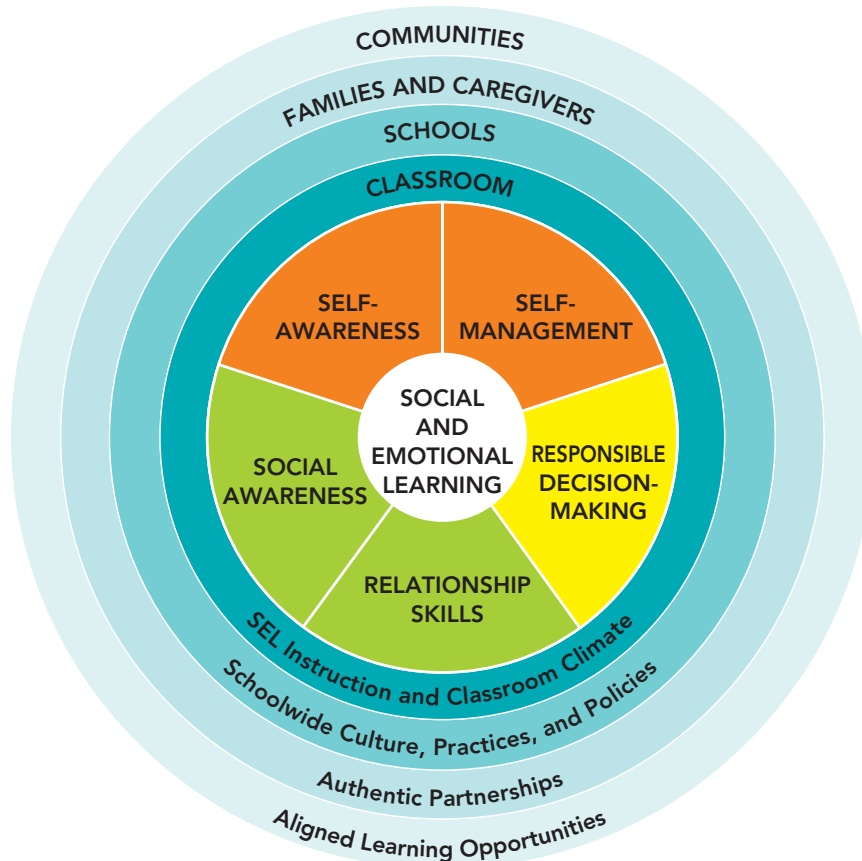 COMMUNITIES
FAMILIES AND CAREGIVERS
SCHOOLS
CLASSROOM
SELF-
AWARENESS
SELF-
MANAGEMENT
SOCIAL
AND
EMOTIONAL
LEARNING
SOCIAL
AWARENESS
RESPONSIBLE
DECISION-
MAKING
RELATIONSHIP
SKILLS
SEL Instruction and Classroom Climate
Schoolwide Culture, Practices, and Policies
Authentic Partnerships
Aligned Learning Opportunities